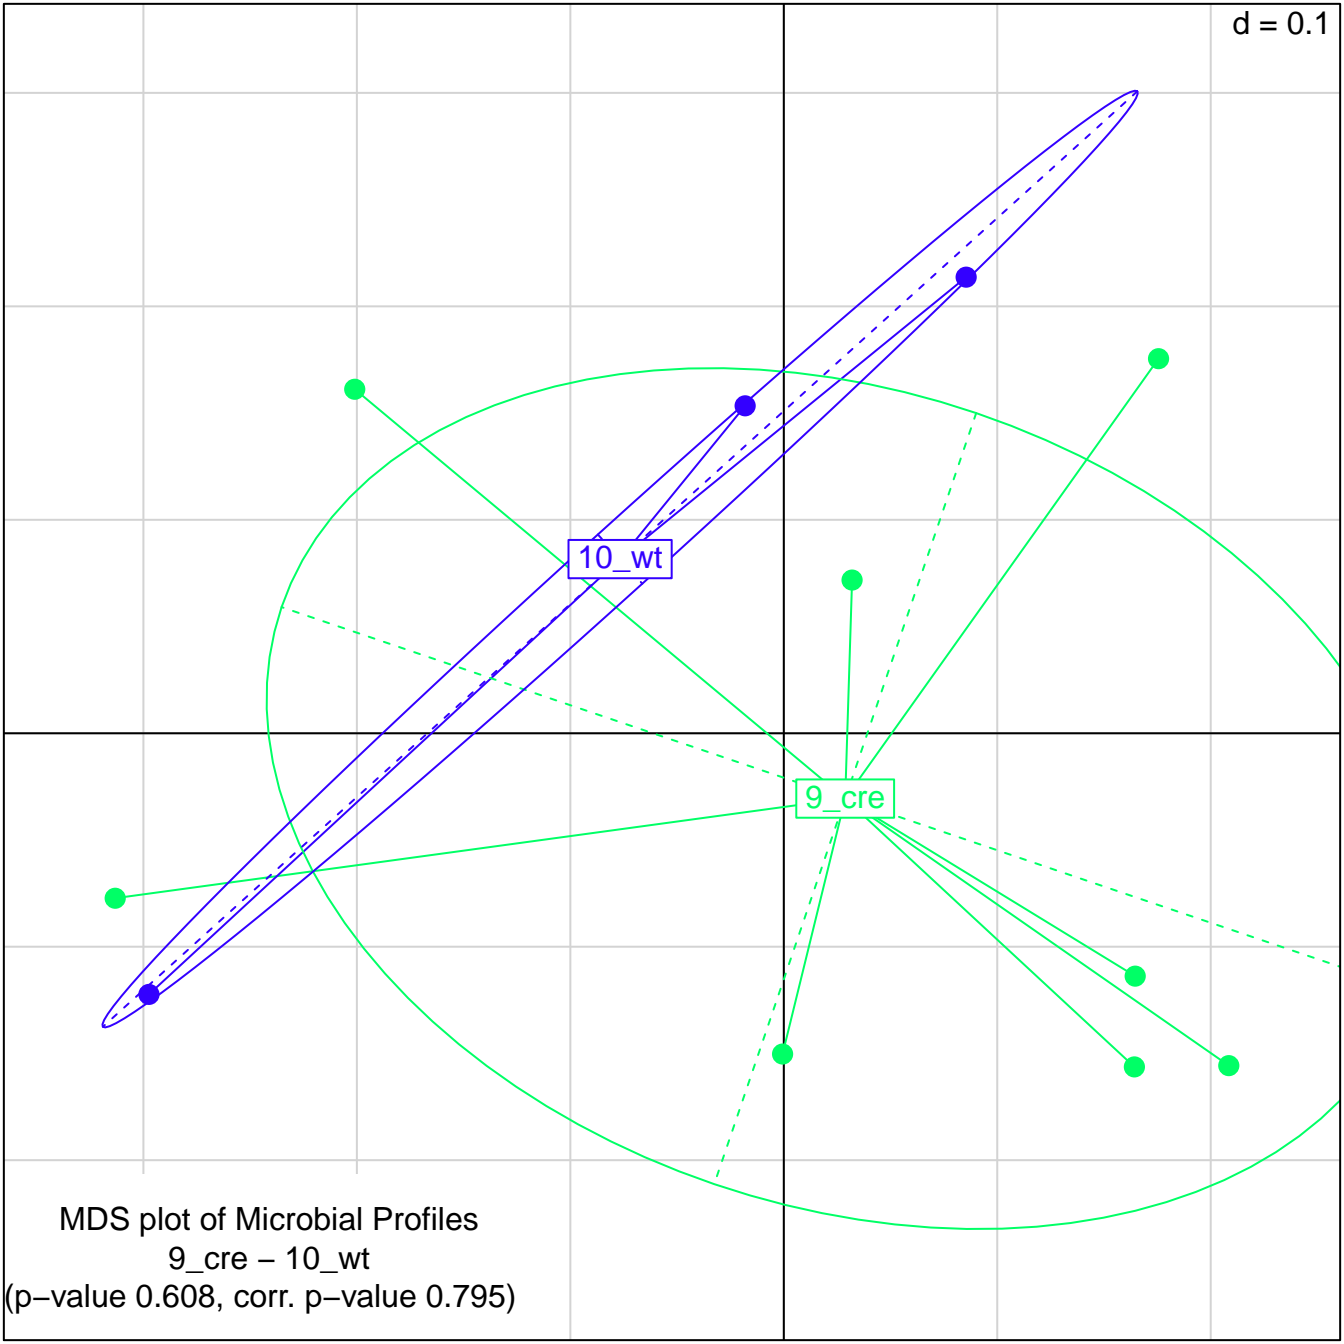 d = 0.1
10_wt
9_cre
MDS plot of Microbial Profiles
9_cre − 10_wt
(p−value 0.608, corr. p−value 0.795)